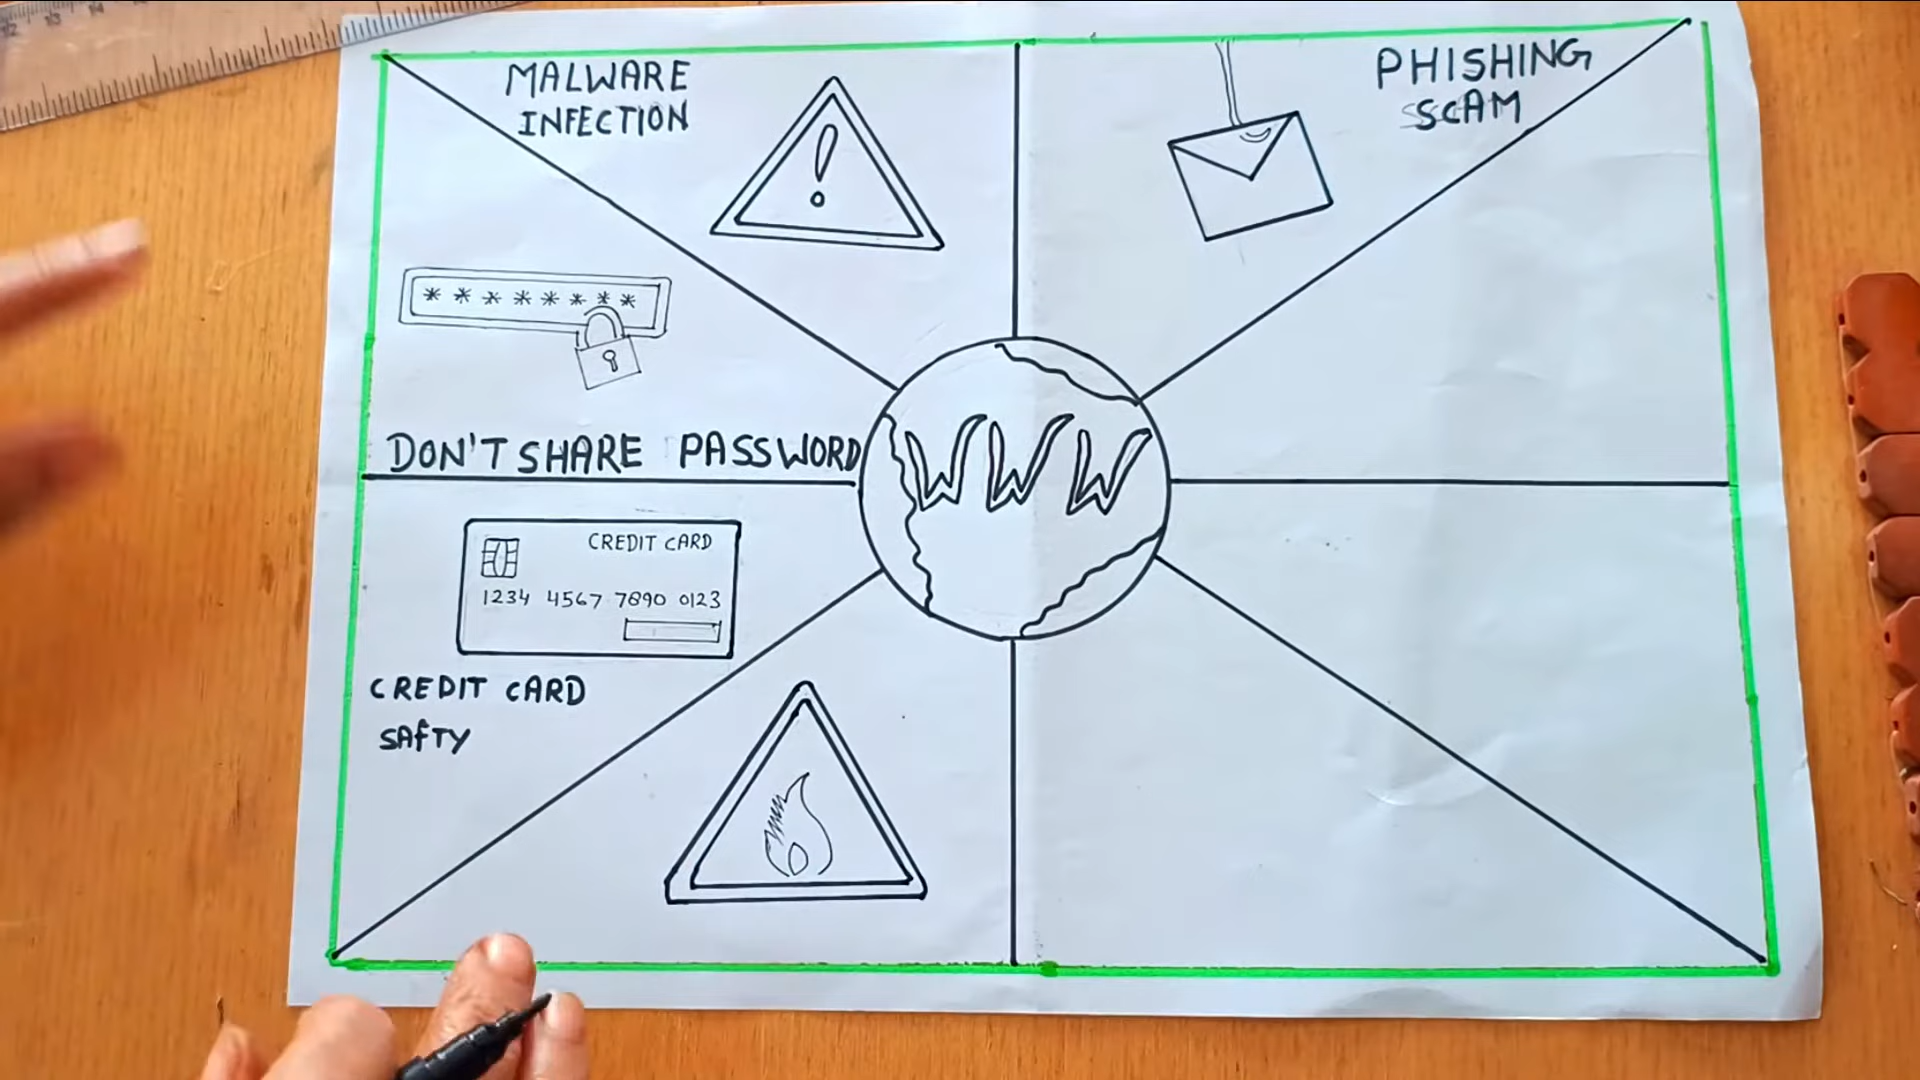 MALWARE
INFECTION
PHISHING
SCAM
* * * * * * * *
DON'T SHARE PASSWORD
WWW
CREDIT CARD
1234 4567 7890 0123
CREDIT CARD
SAfTY